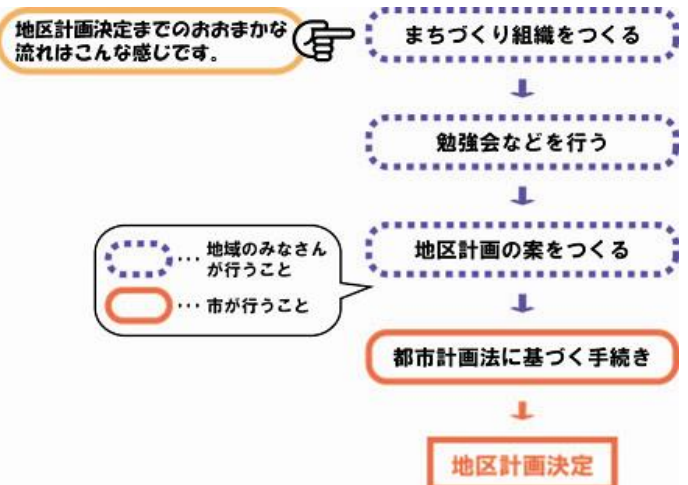 地区計画決定までのおおまかな
流れはこんな感じです。
まちづくり組織をつくる
勉強会などを行う
地区計画の案をつくる
…地域のみなさん
が行うこと
…市が行うこと
都市計画法に基づく手続き
地区計画決定